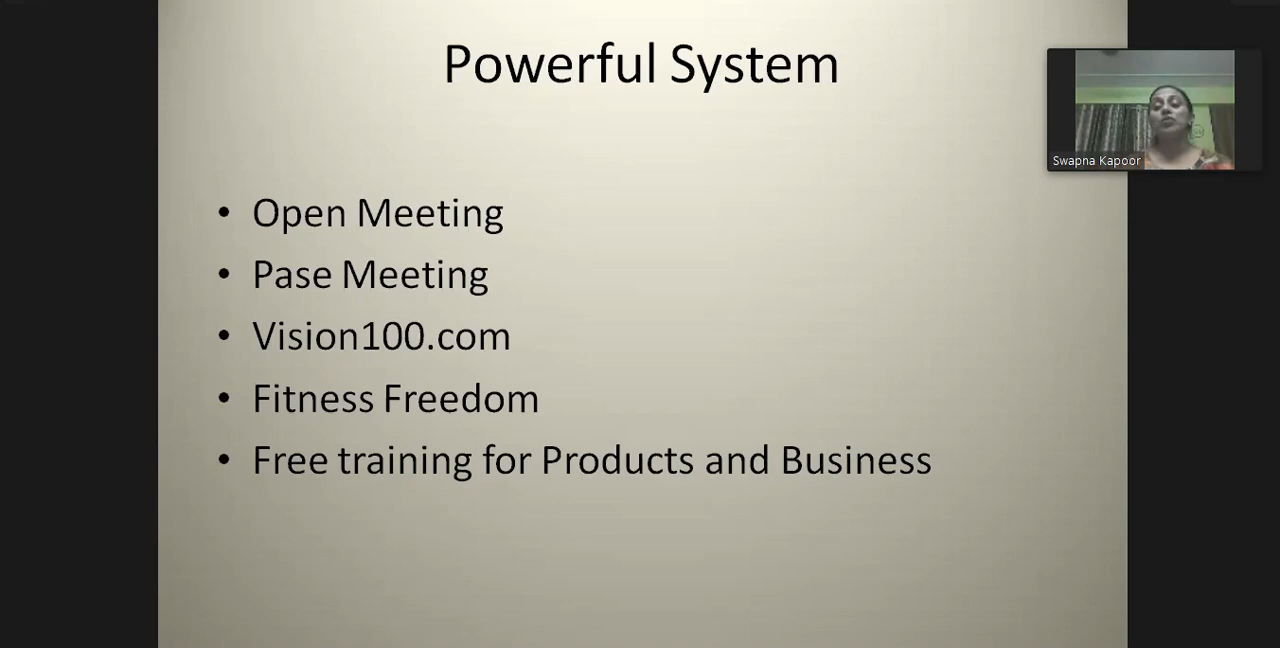 Powerful System
Swapna Kapoor
• Open Meeting
• Pase Meeting
• Vision100.com
• Fitness Freedom
• Free training for Products and Business